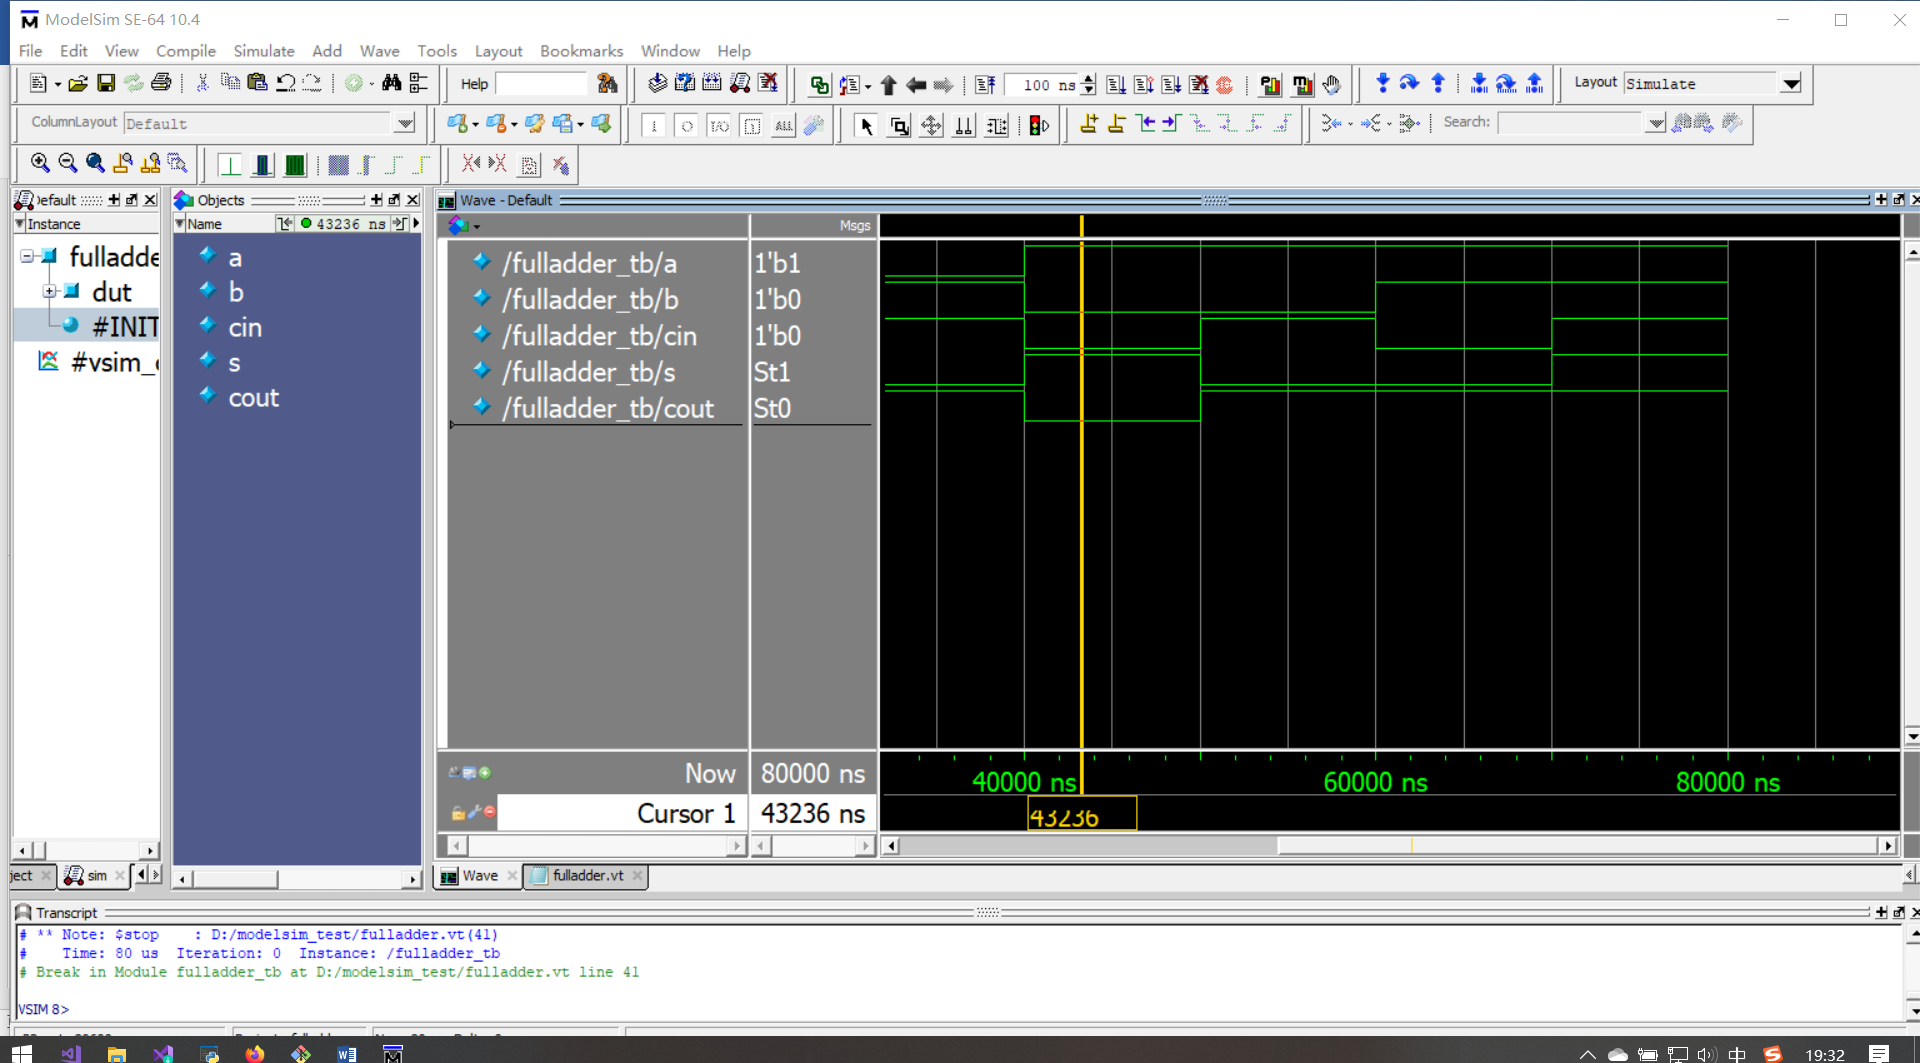 ModelSim SE-64 10.4
File Edit View Compile Simulate Add Wave Tools Layout Bookmarks Window Help
Help
100 ns
Layout Simulate
ColumnLayout Default
ALL
Search:
Default
Objects
Wave - Default
Instance
Name
43236 ns
Msgs
fulladde
dut
#INIT
#vsim_
a
b
cin
s
cout
/fulladder_tb/a 1'b1
/fulladder_tb/b 1'b0
/fulladder_tb/cin 1'b0
/fulladder_tb/s St1
/fulladder_tb/cout St0
Now 80000 ns
40000 ns 60000 ns 80000 ns
Cursor 1 43236 ns
43236
ject sim
Wave fulladder.vt
Transcript
# ** Note: $stop : D:/modelsim_test/fulladder.vt(41)
# Time: 80 us Iteration: 0 Instance: /fulladder_tb
# Break in Module fulladder_tb at D:/modelsim_test/fulladder.vt line 41
VSIM 8>
中 19:32